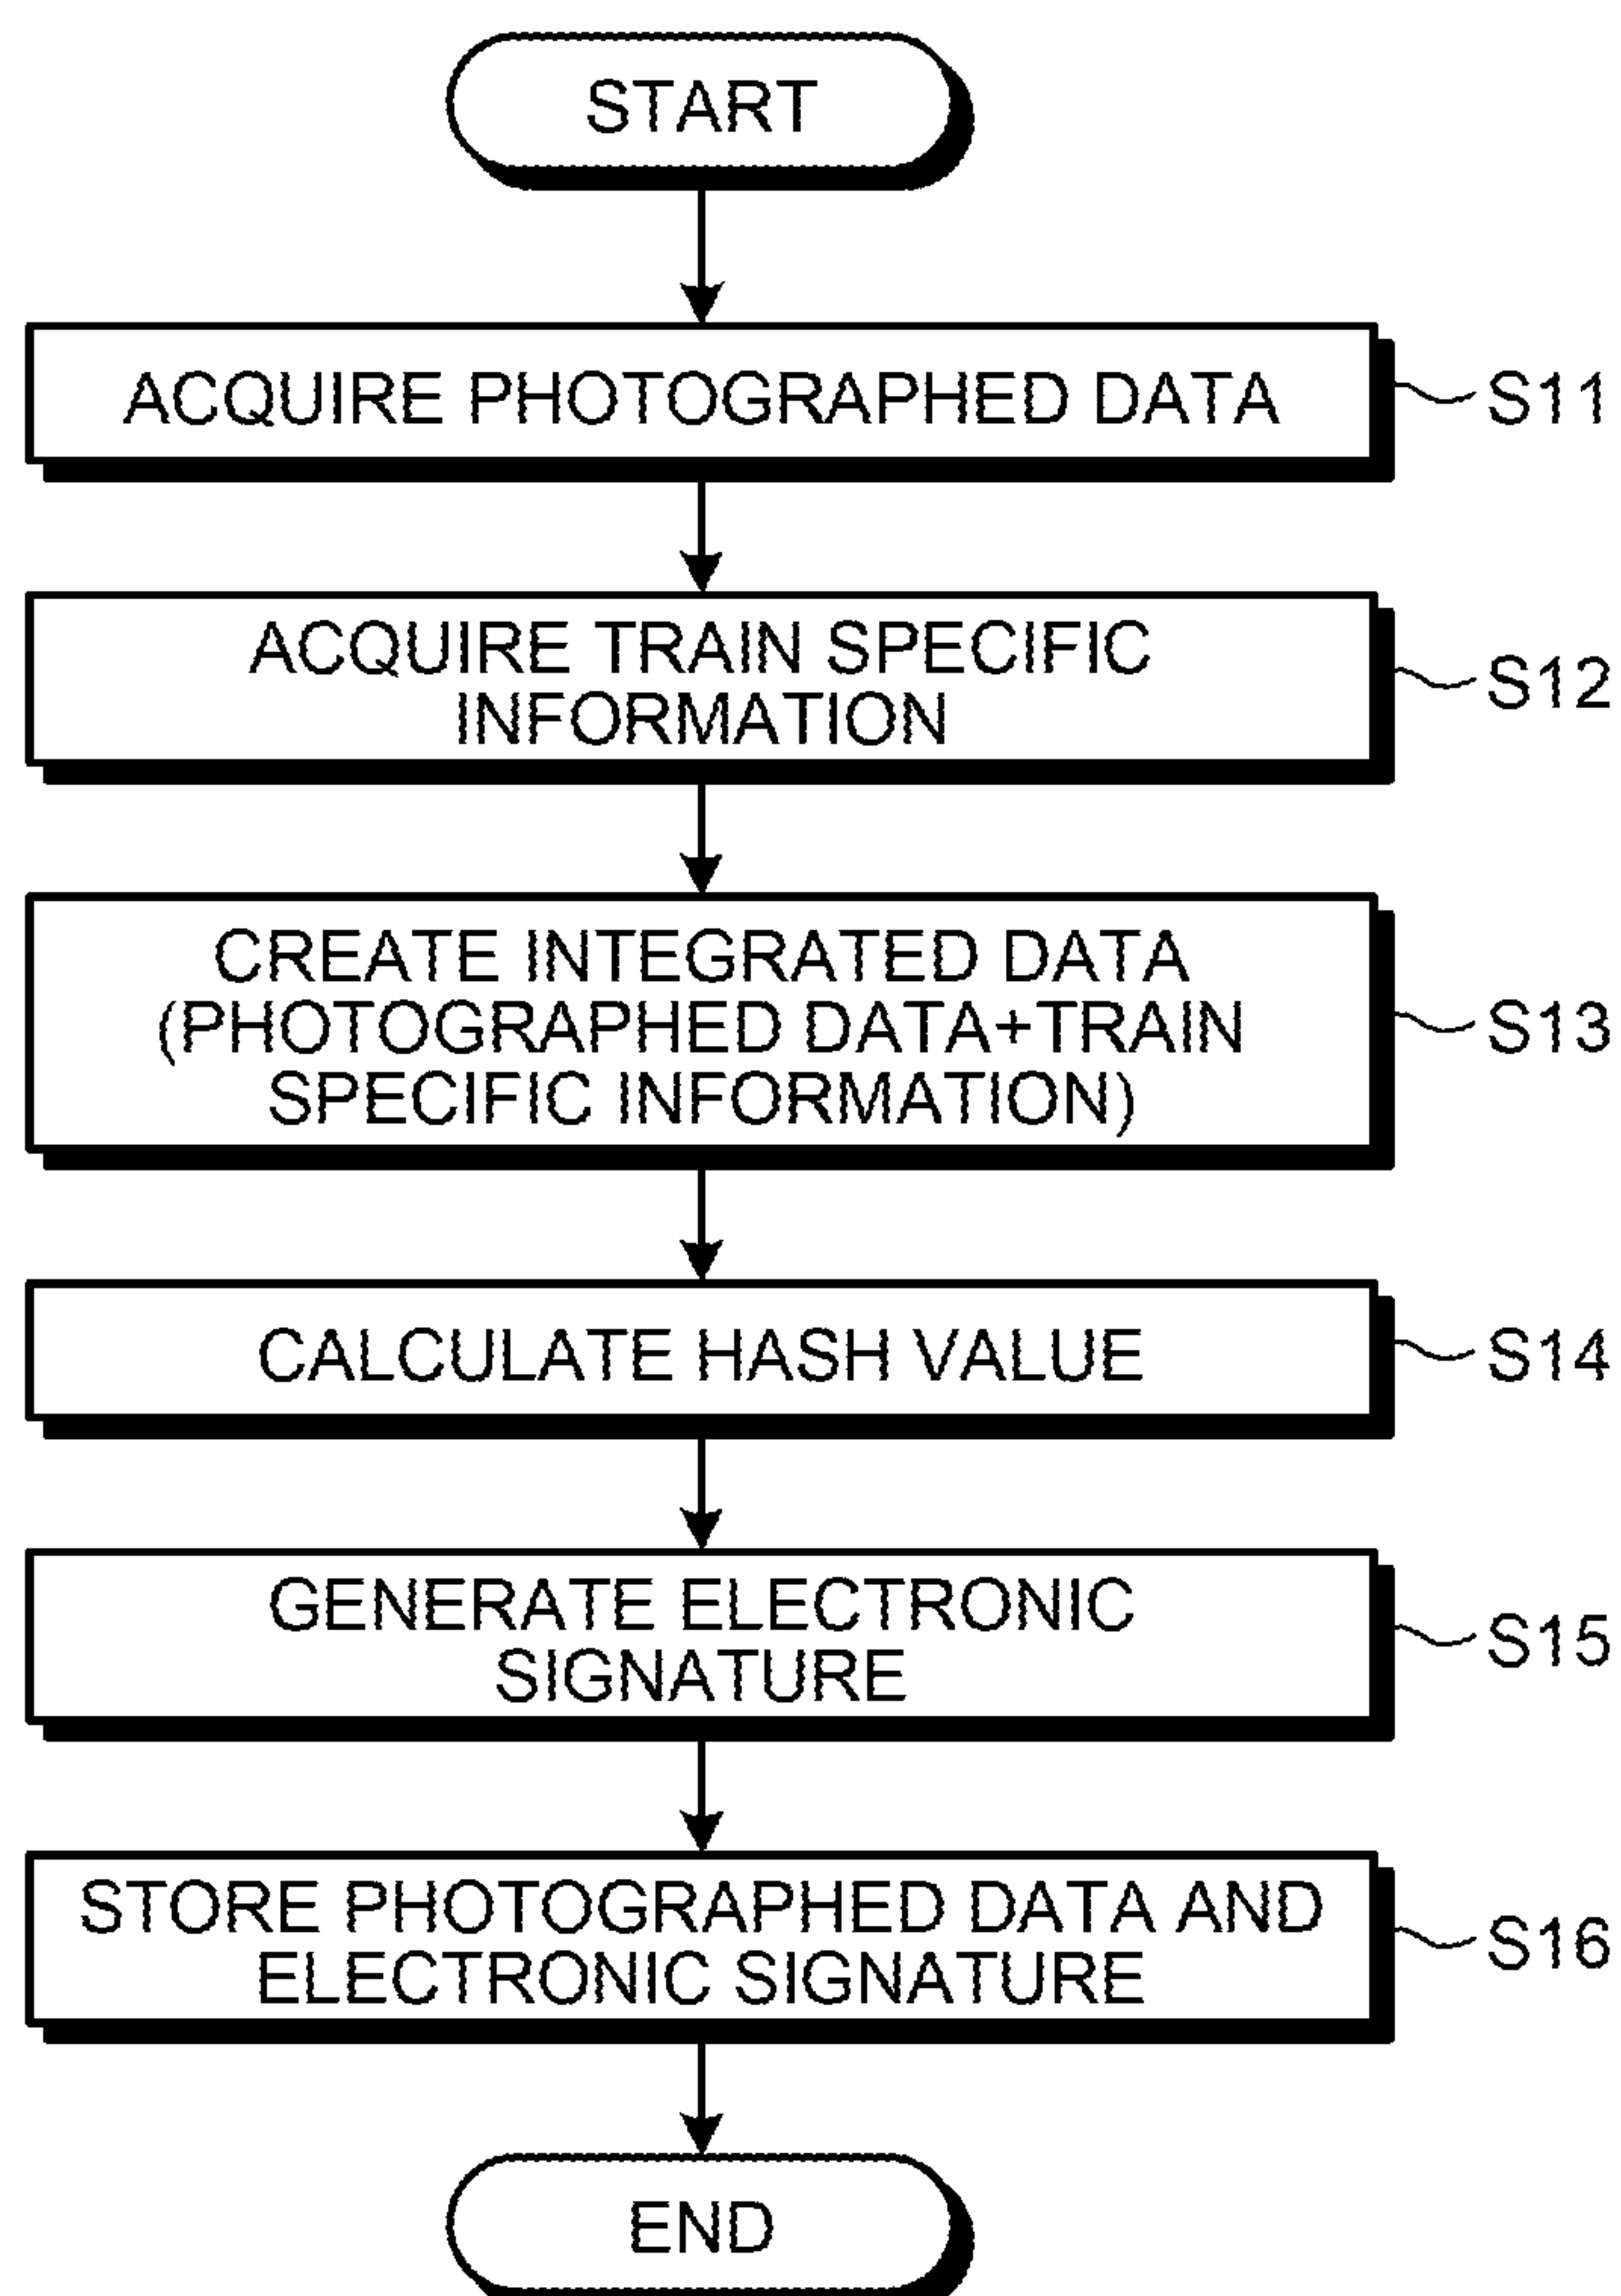 START
ACQUIRE PHOTOGRAPHED DATA
S11
ACQUIRE TRAIN SPECIFIC
INFORMATION
S12
CREATE INTEGRATED DATA
(PHOTOGRAPHED DATA+TRAIN
SPECIFIC INFORMATION)
S13
CALCULATE HASH VALUE
S14
GENERATE ELECTRONIC
SIGNATURE
S15
STORE PHOTOGRAPHED DATA AND
ELECTRONIC SIGNATURE
S16
END